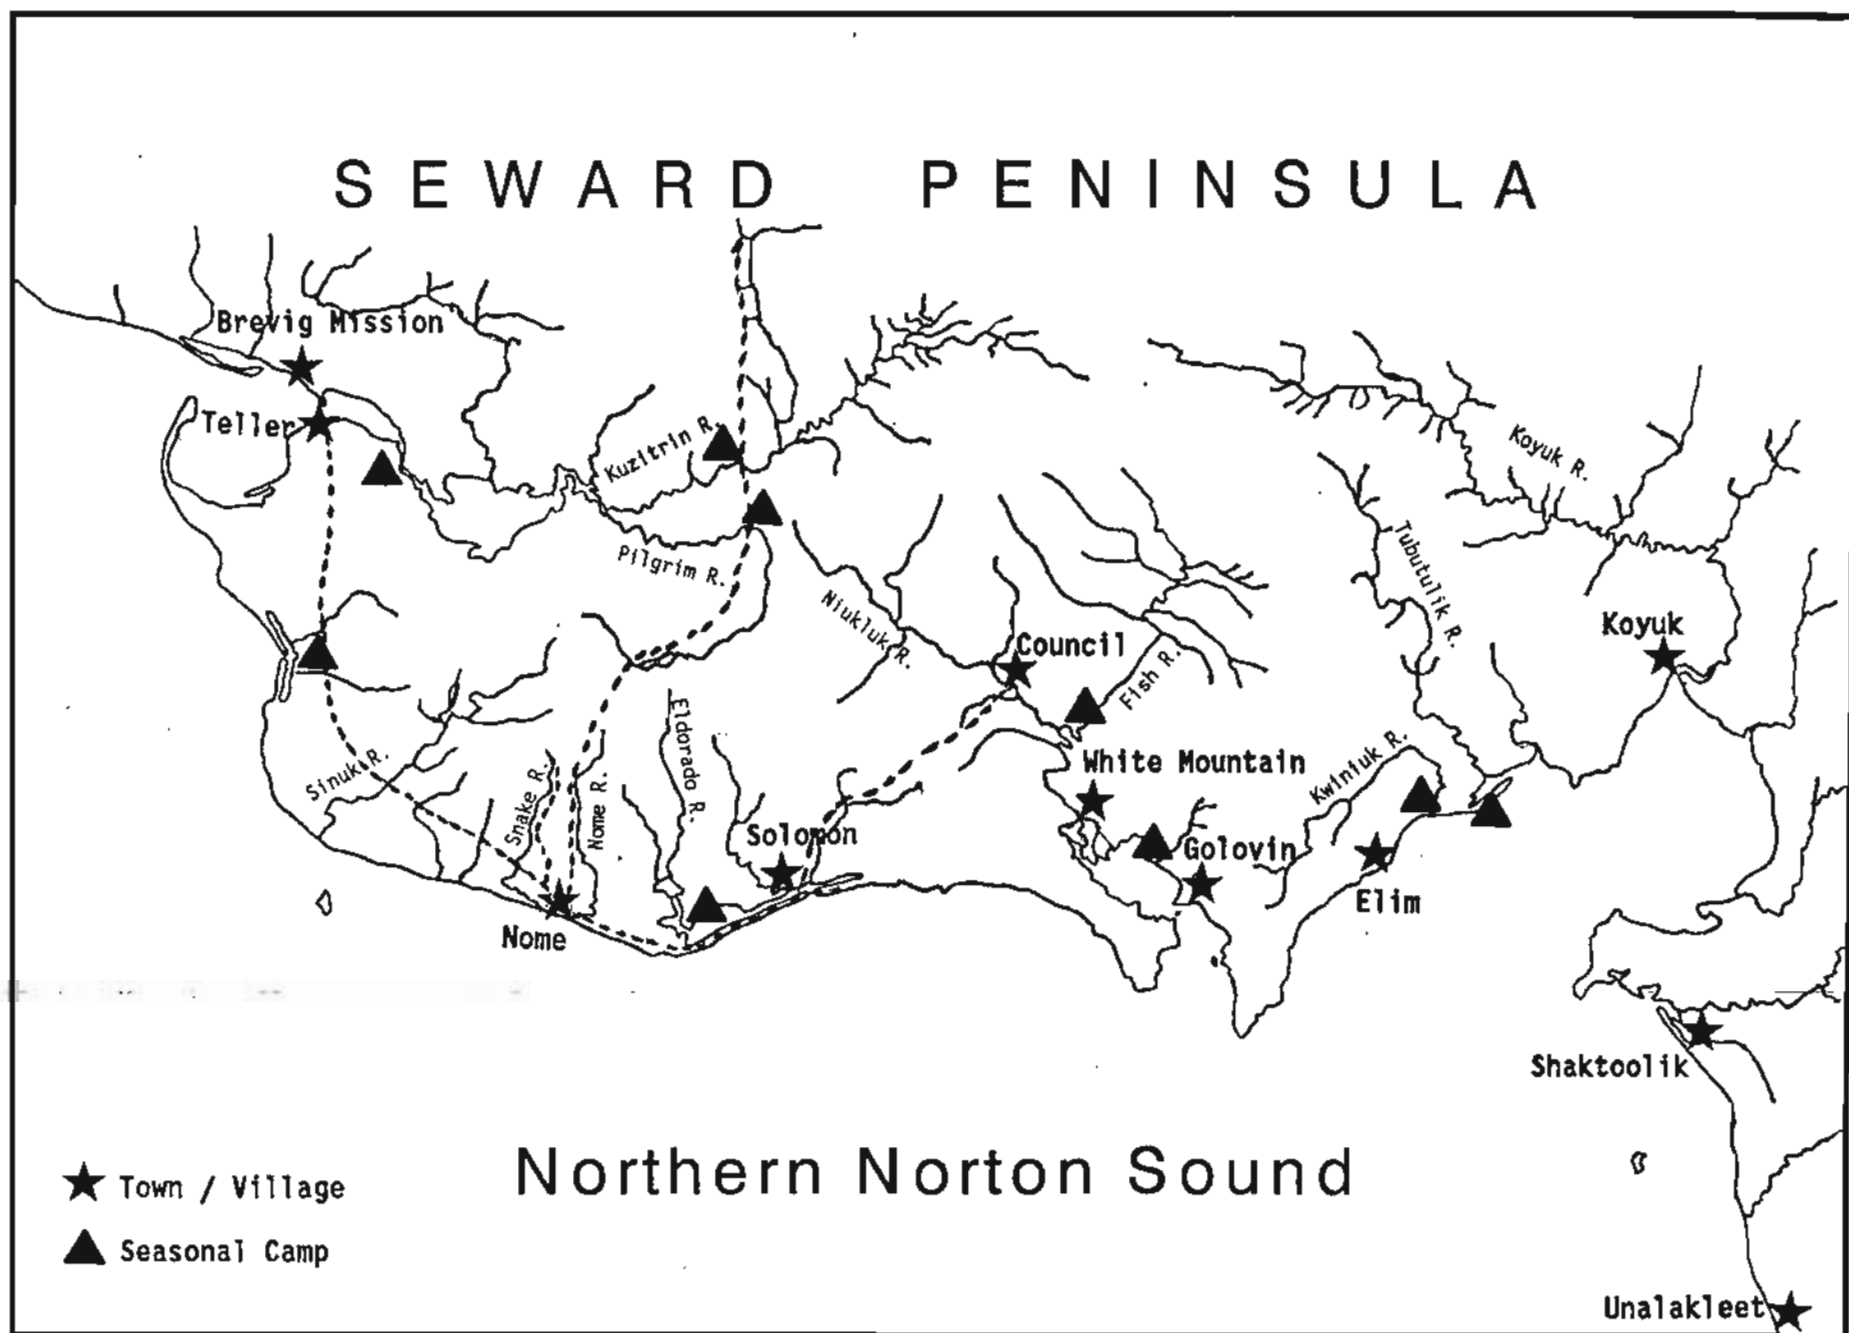 SEWARD PENINSULA
Brevig Mission
Teller
Kuzitrin R.
Koyuk R.
Pilgrim R.
Tubutulik R.
Niukluk R.
Koyuk
Council
Fish R.
Eldorado R.
Sinuk R.
Snake R.
Nome R.
White Mountain
Kwiniuk R.
Solomon
Golovin
Elim
Nome
Shaktoolik
Northern Norton Sound
Town / Village
Seasonal Camp
Unalakleet